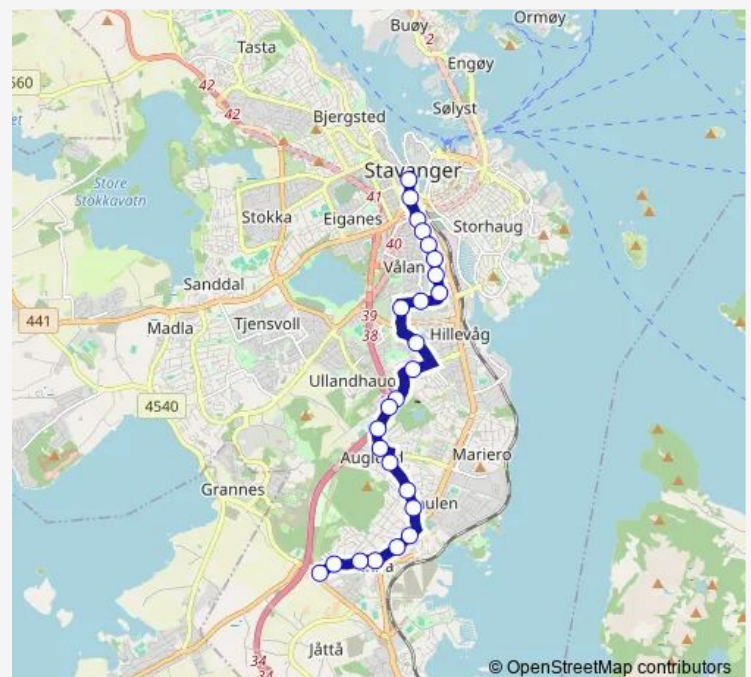 Buøy
Ormøy
2
Tasta
Engøy
560
42
42
Sølyst
Bjergsted
Stavanger
Store
Stokkavatn
41
Stokka
Eiganes
Storhaug
40
Vålan
Sanddal
441
39
Madla
Tjensvoll
38
Hillevåg
Ullandhaug
4540
Mariero
Grannes
Jåttå
34
© OpenStreetMap contributors